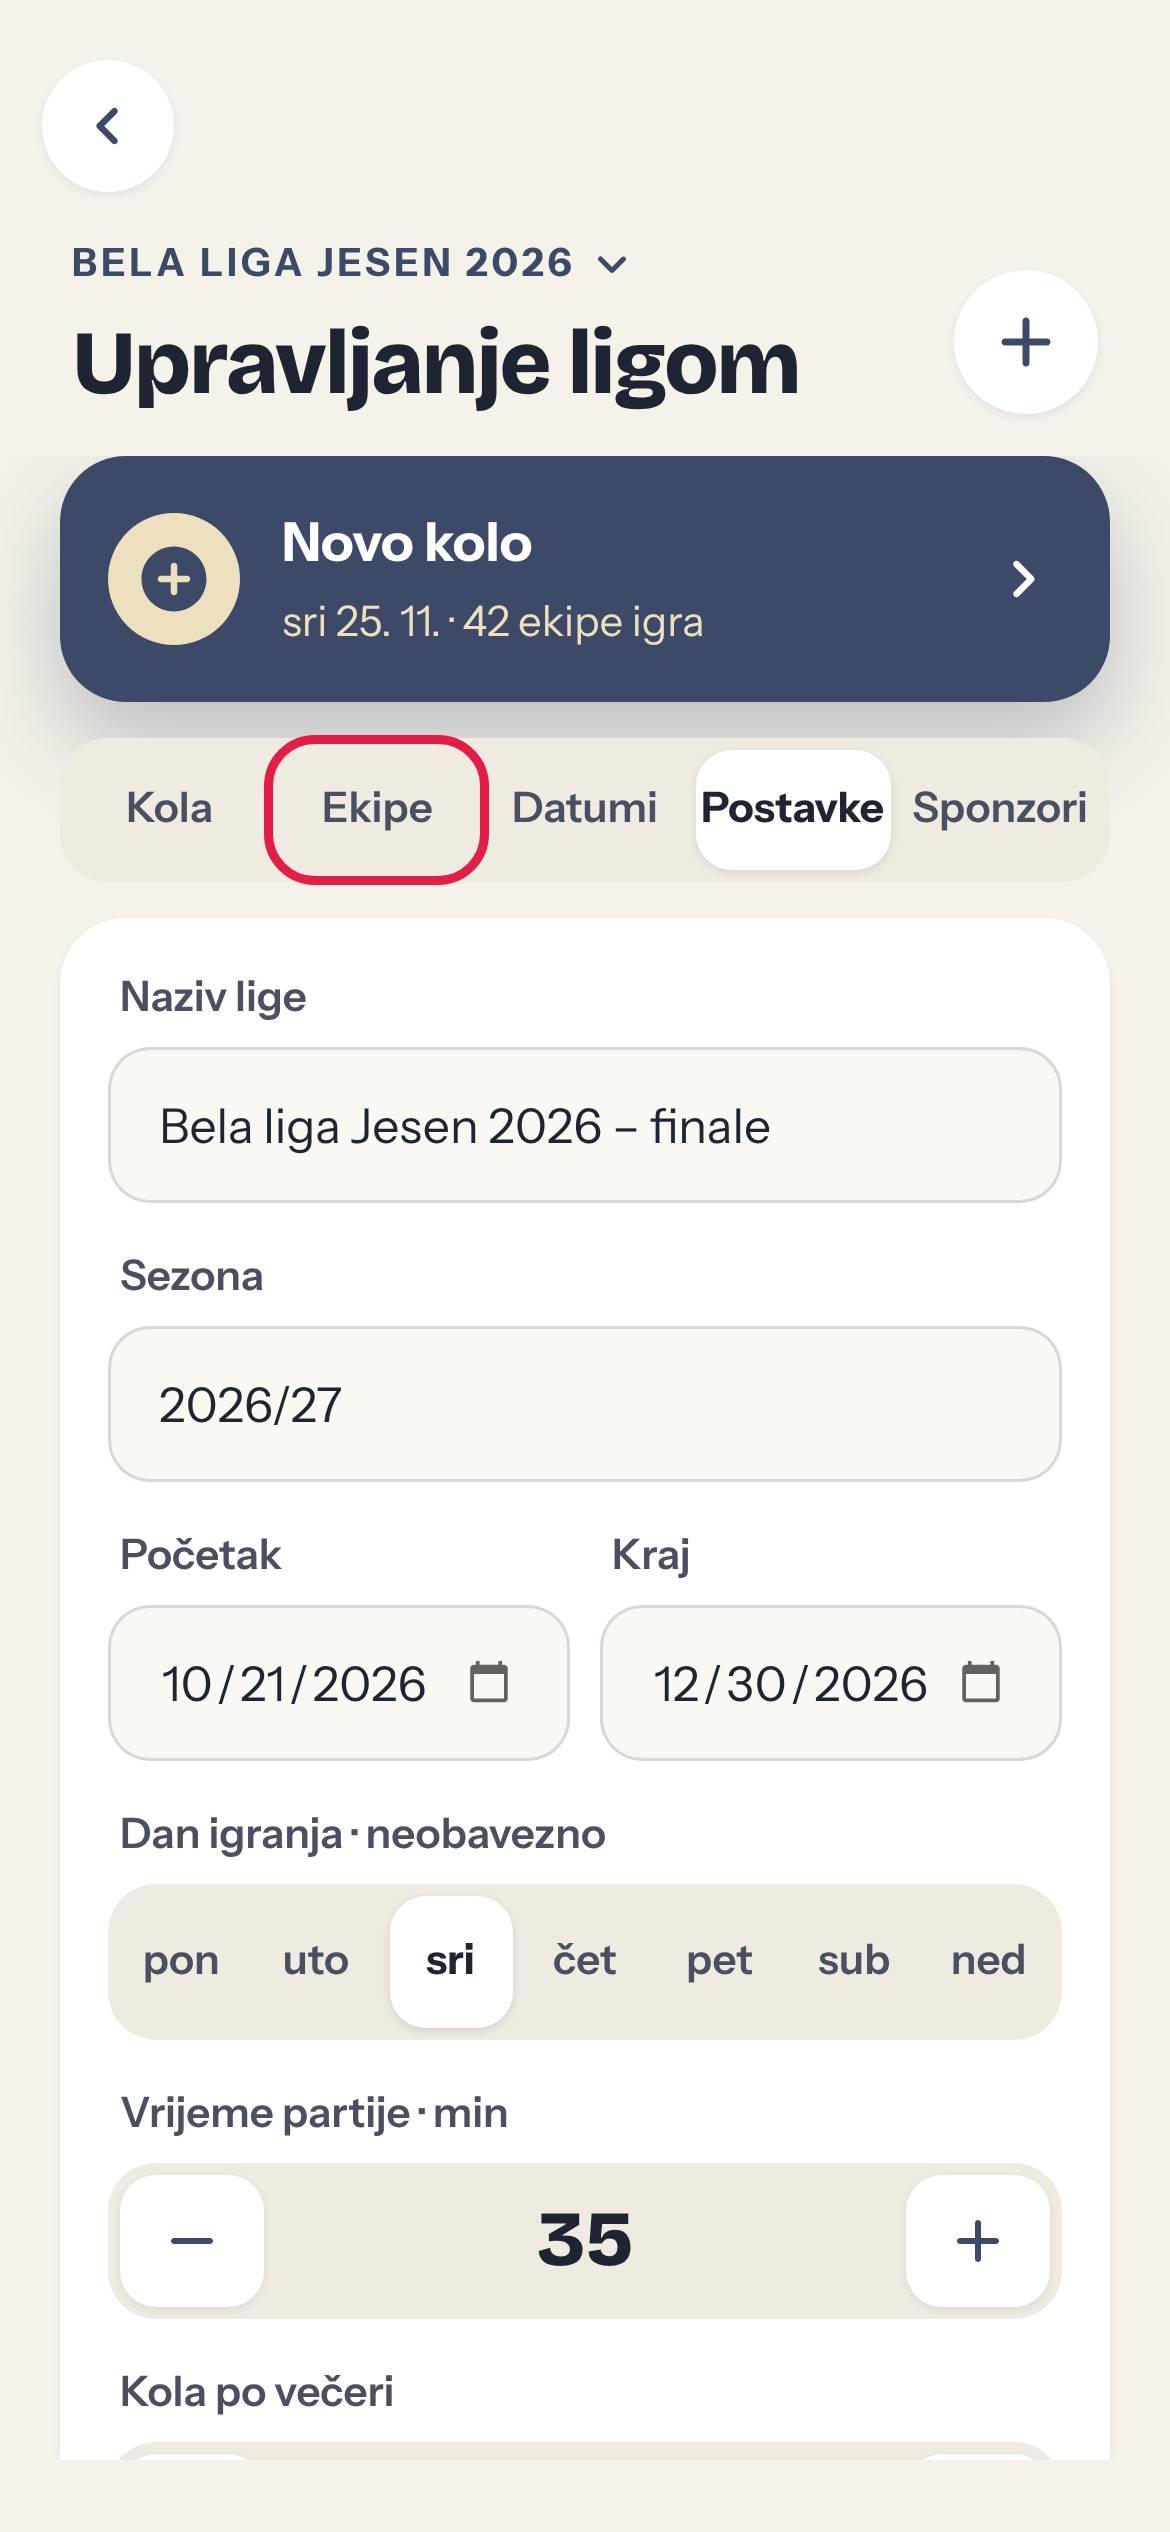 BELA LIGA JESEN 2026
Upravljanje ligom
Novo kolo
sri 25. 11. · 42 ekipe igra
Kola Ekipe Datumi Postavke Sponzori
Naziv lige
Bela liga Jesen 2026 – finale
Sezona
2026/27
Početak Kraj
10/21/2026 12/30/2026
Dan igranja · neobavezno
pon uto sri čet pet sub ned
Vrijeme partije · min
35
Kola po večeri